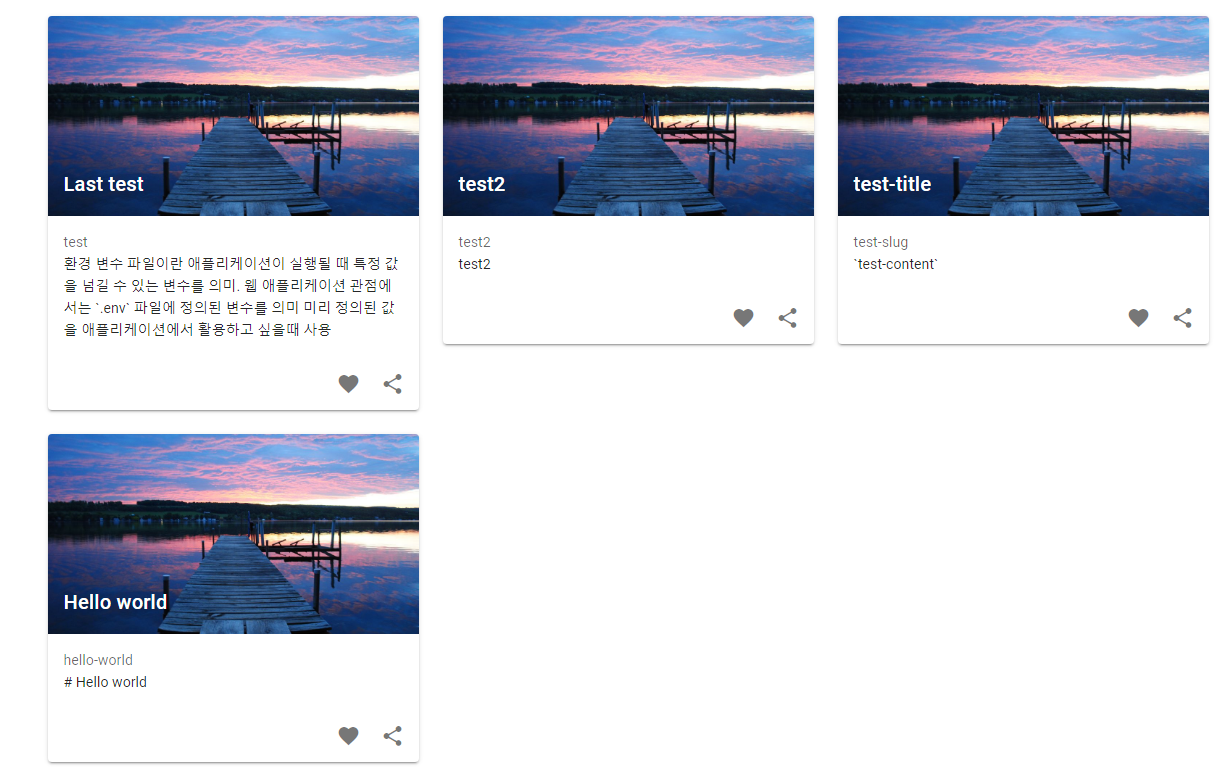 Last test
test
환경 변수 파일이란 애플리케이션이 실행될 때 특정 값
을 넘길 수 있는 변수를 의미. 웹 애플리케이션 관점에
서는 `.env` 파일에 정의된 변수를 의미 미리 정의된 값
을 애플리케이션에서 활용하고 싶을때 사용
test2
test2
test2
test-title
test-slug
`test-content`
Hello world
hello-world
# Hello world